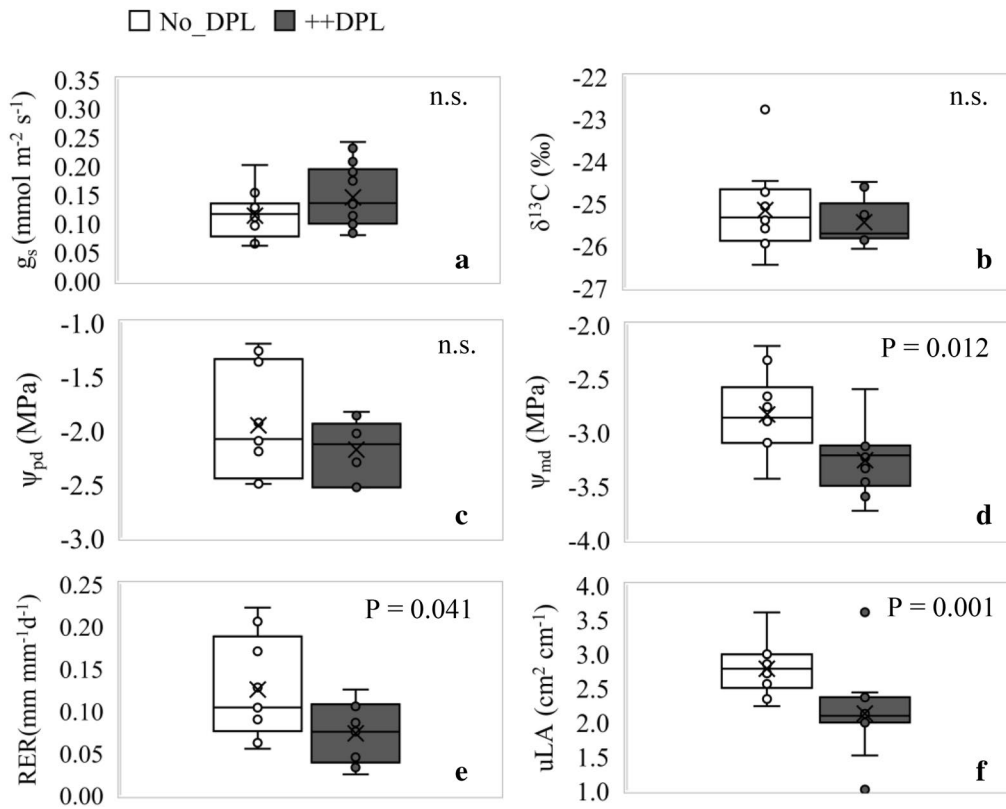 No_DPL ++DPL
0.35
0.30
0.25
0.20
0.15
0.10
0.05
0.00
gₛ (mmol m⁻² s⁻¹)
n.s.
a
-22
-23
-24
-25
-26
-27
δ¹³C (‰)
n.s.
b
-1.0
-1.5
-2.0
-2.5
-3.0
Ψpd (MPa)
n.s.
c
-2.0
-2.5
-3.0
-3.5
-4.0
Ψmd (MPa)
P = 0.012
d
0.25
0.20
0.15
0.10
0.05
0.00
RER(mm mm⁻¹d⁻¹)
P = 0.041
e
4.0
3.5
3.0
2.5
2.0
1.5
1.0
uLA (cm² cm⁻¹)
P = 0.001
f